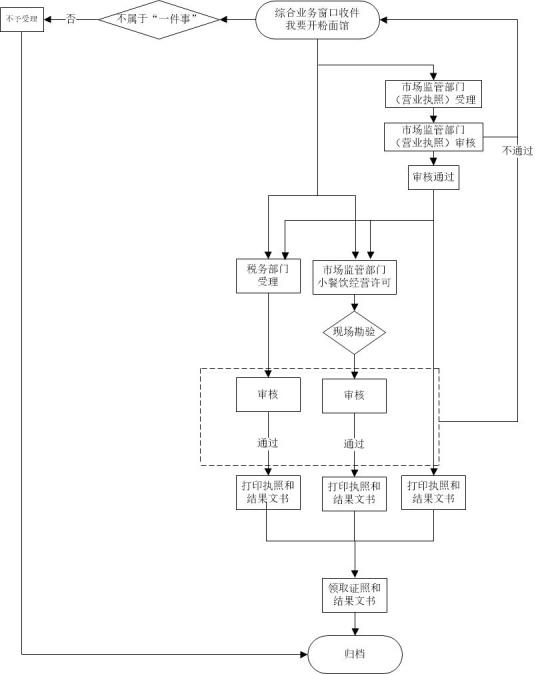 不予受理
否
不属于“一件事”
综合业务窗口收件
我要开粉面馆
市场监管部门
（营业执照）受理
市场监管部门
（营业执照）审核
不通过
审核通过
税务部门
受理
市场监管部门
小餐饮经营许可
现场勘验
审核
审核
通过
通过
打印执照和
结果文书
打印执照和
结果文书
打印执照和
结果文书
领取证照和
结果文书
归档